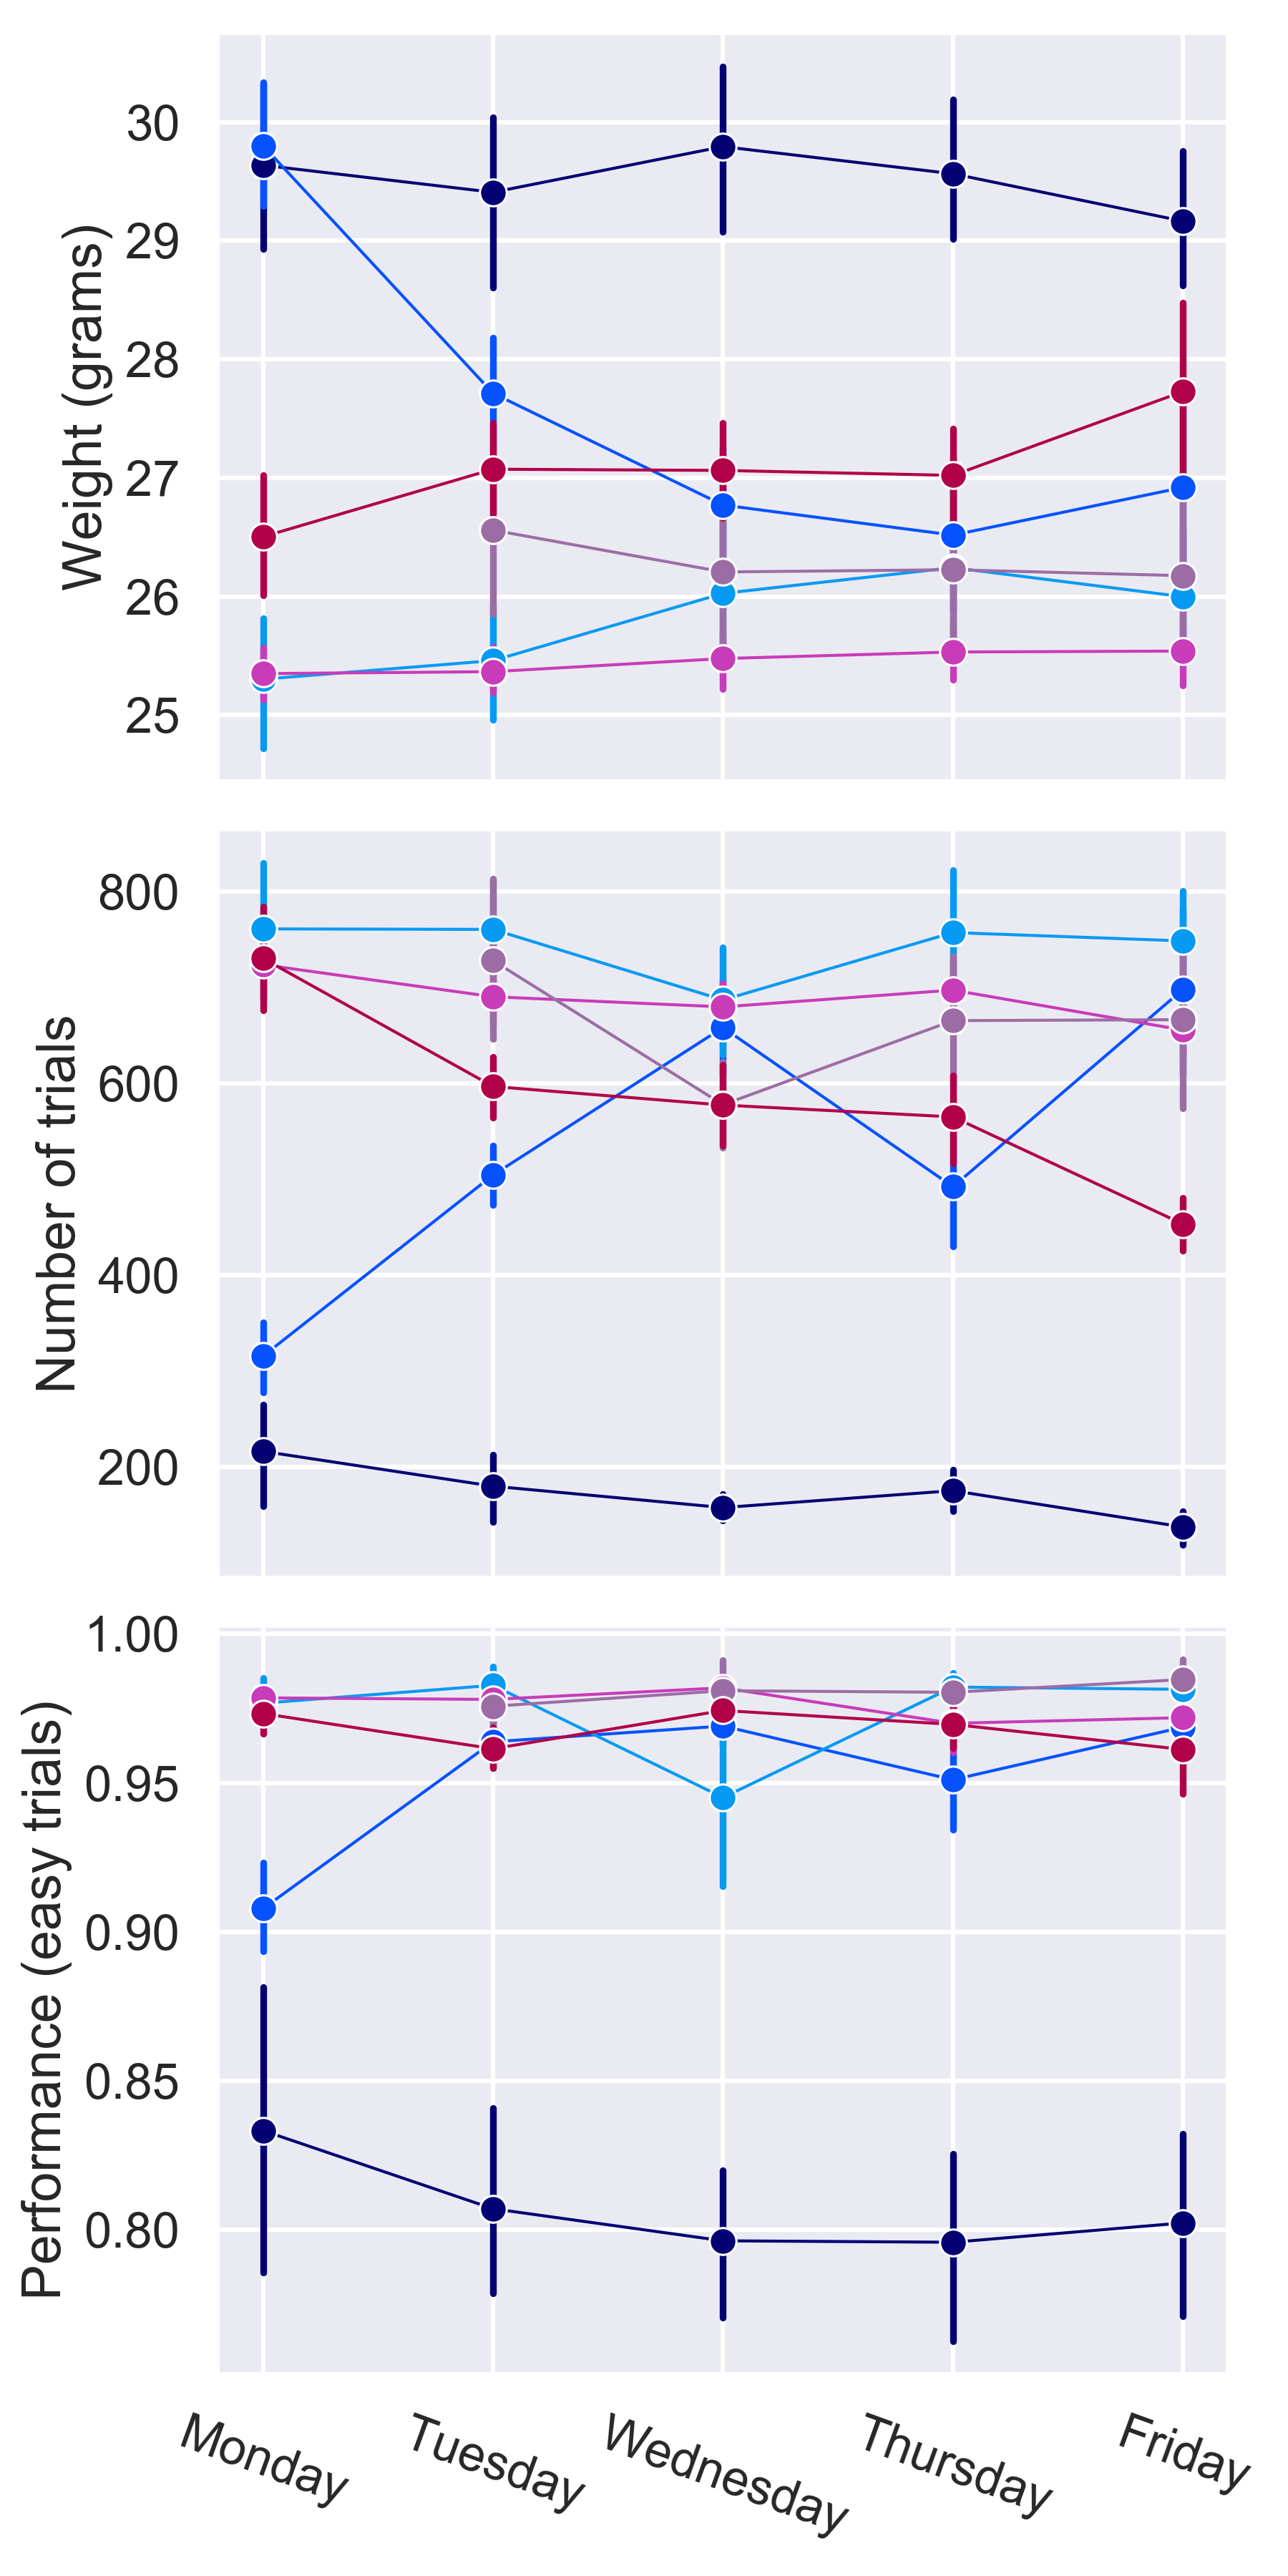 Weight (grams)
30
29
28
27
26
25
Number of trials
800
600
400
200
Performance (easy trials)
1.00
0.95
0.90
0.85
0.80
Monday
Tuesday
Wednesday
Thursday
Friday